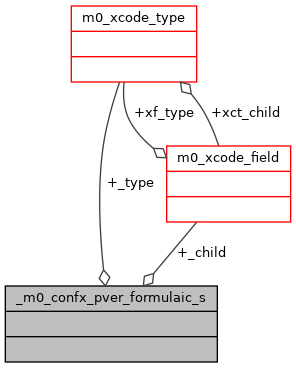 m0_xcode_type
+xf_type
+xct_child
m0_xcode_field
+_type
+_child
_m0_confx_pver_formulaic_s